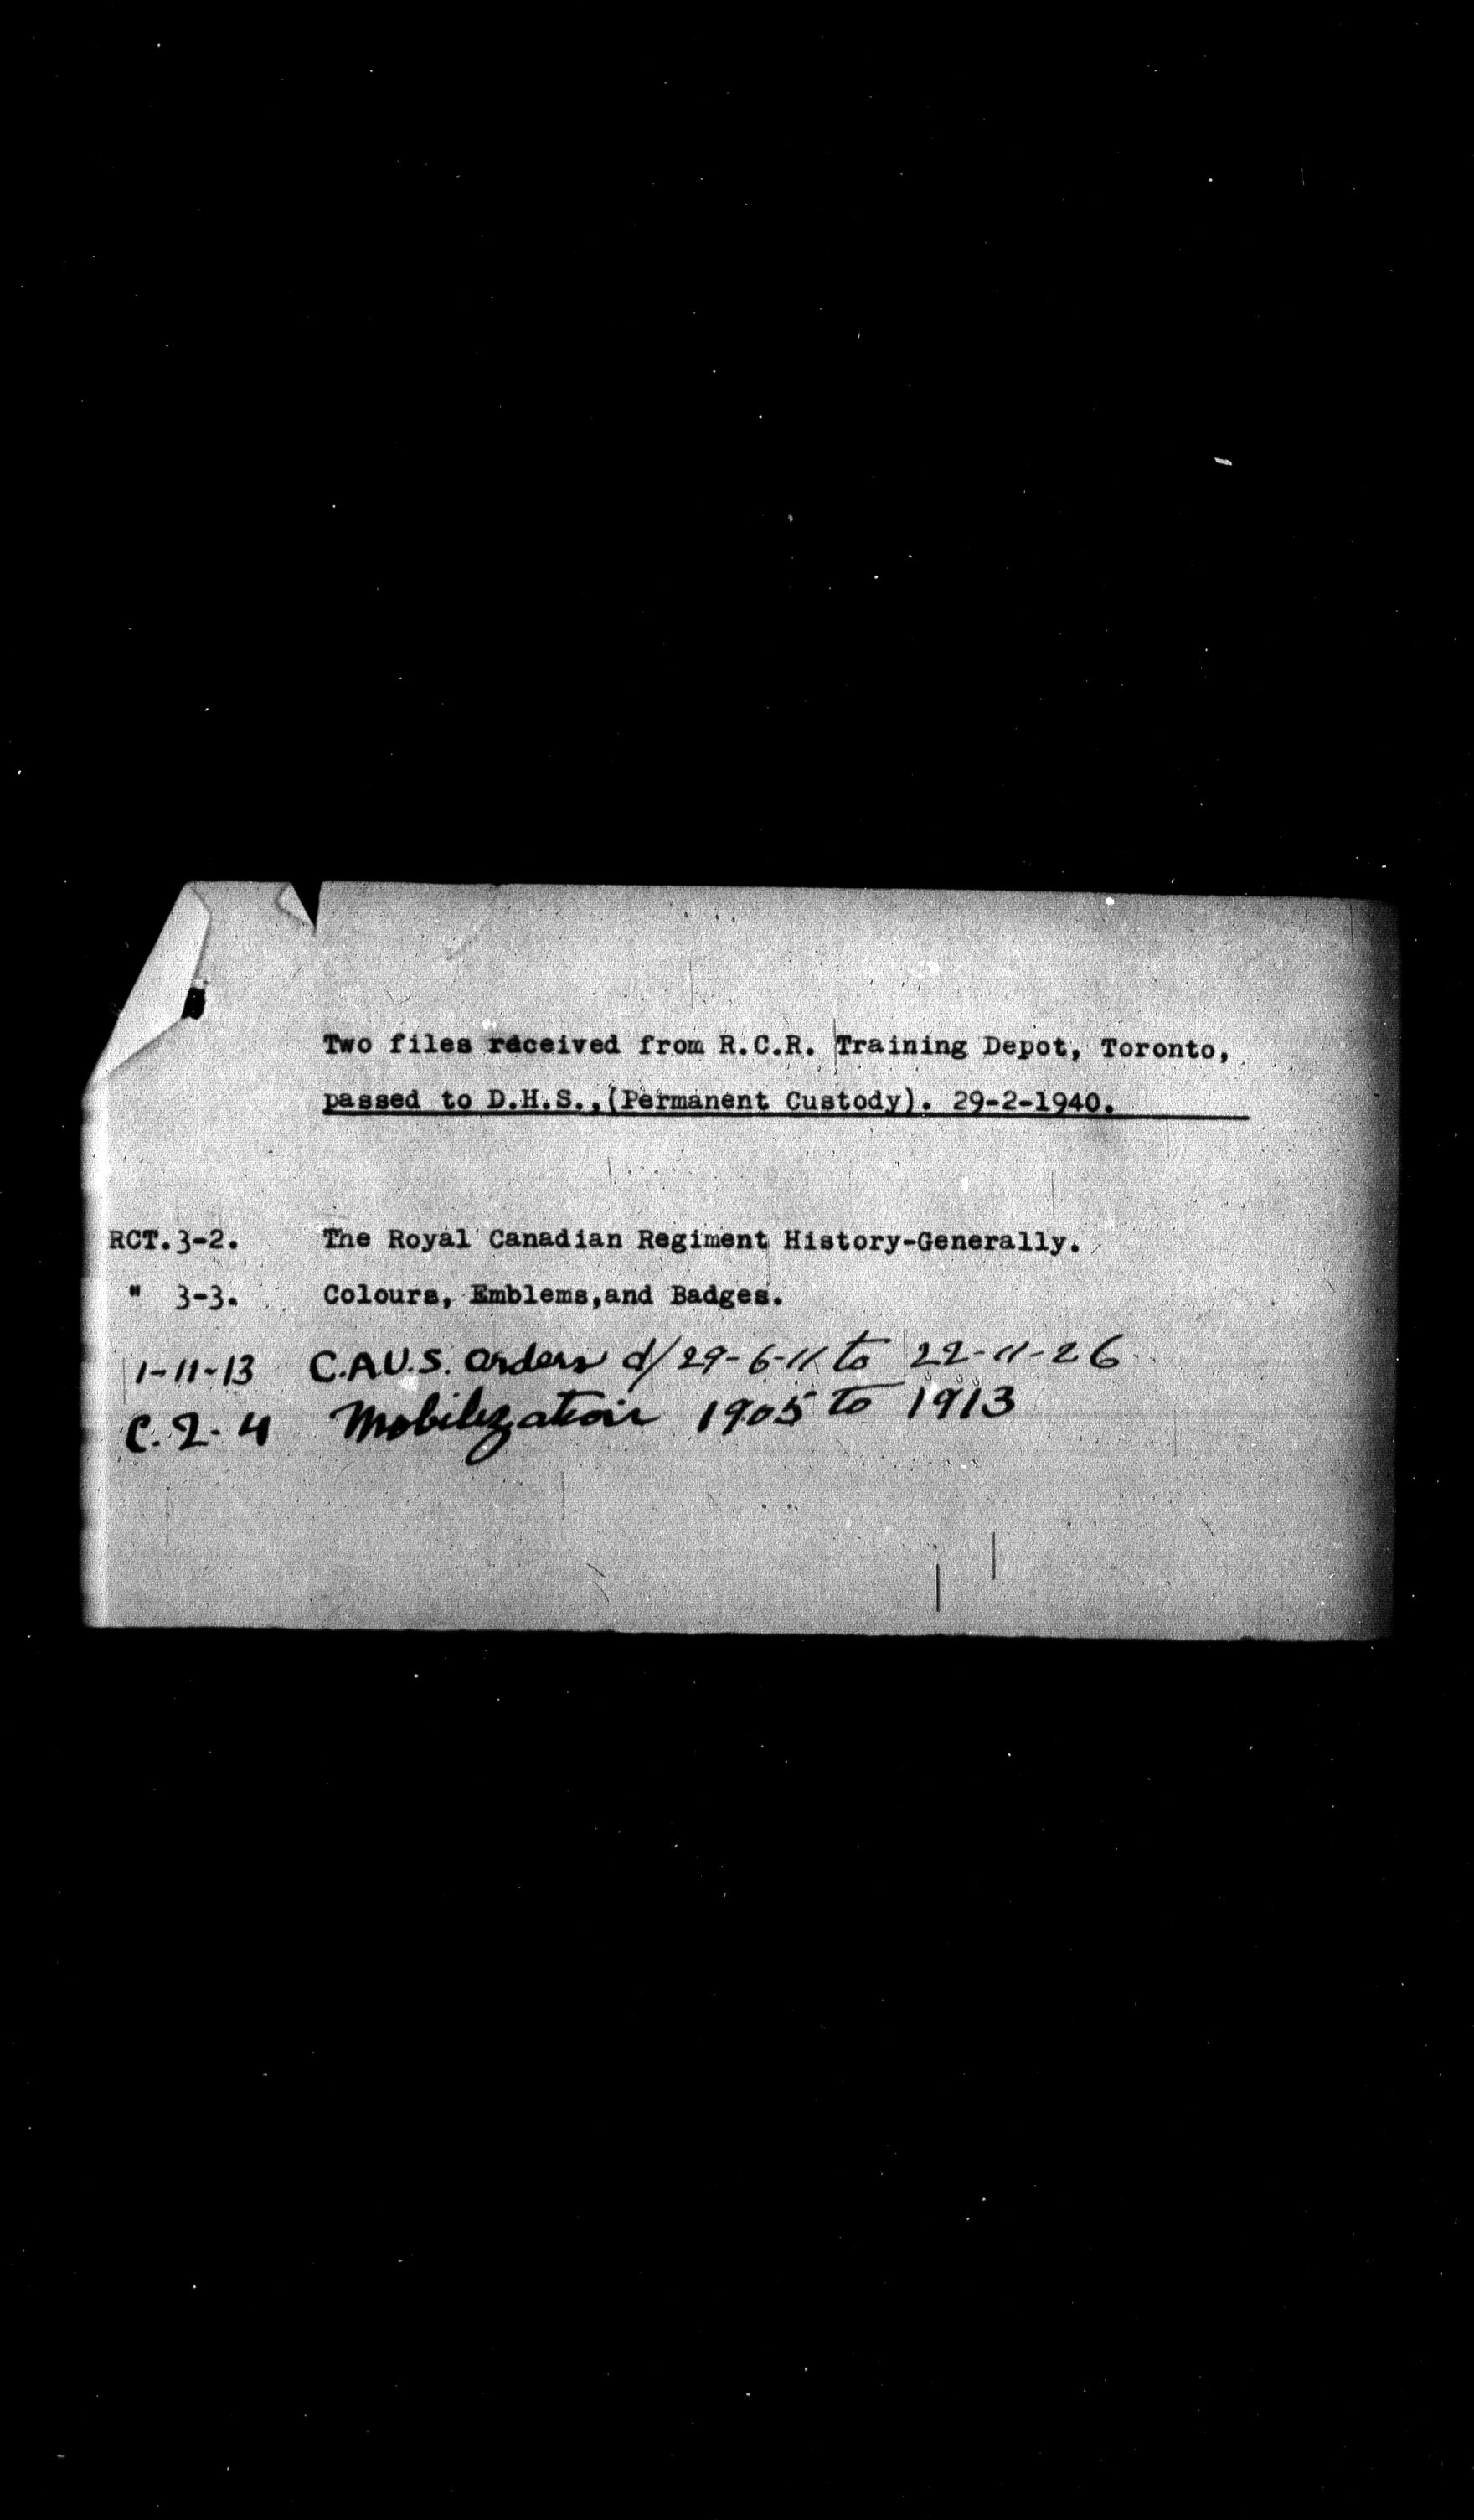 Two files received from R.C.R. Training Depot, Toronto,
passed to D.H.S.,(Permanent Custody). 29-2-1940.
RCT.3-2. The Royal Canadian Regiment History-Generally.
" 3-3. Colours, Emblems,and Badges.
1-11-13 C.A.V.S. Orders d/29-6-11 to 22-11-26
C.2-4 Mobilization 1905 to 1913